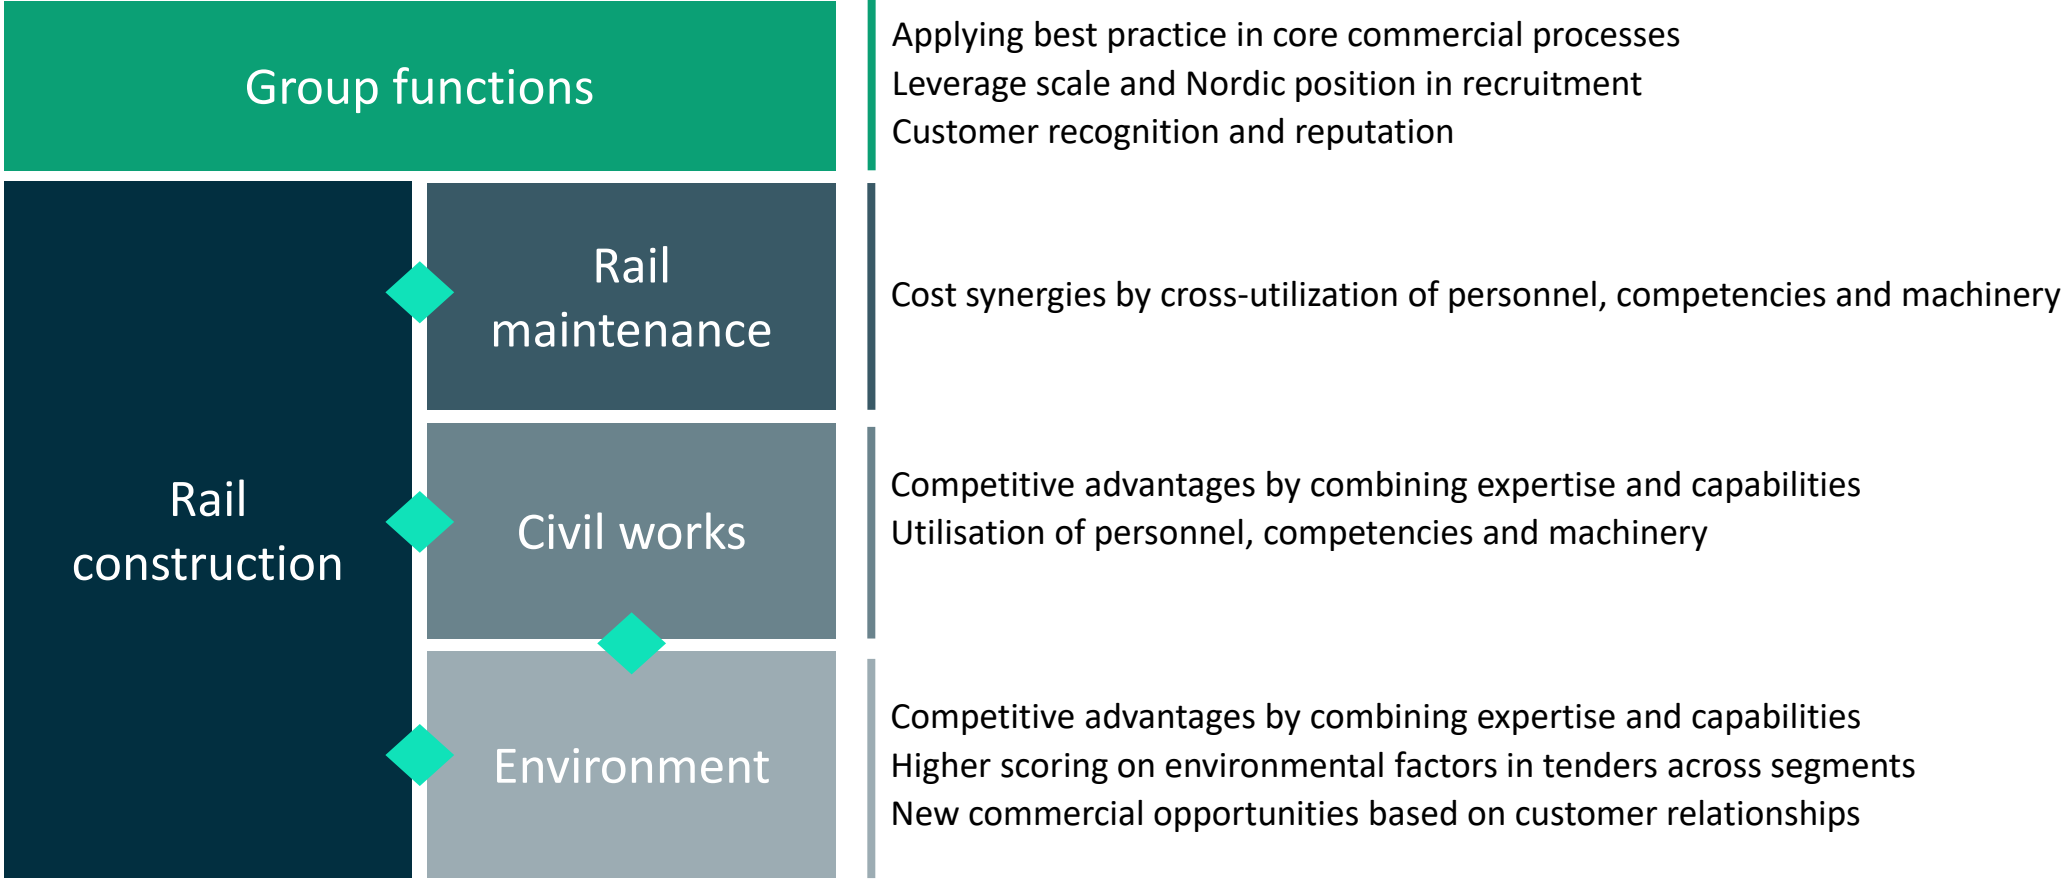 Group functions
Applying best practice in core commercial processes
Leverage scale and Nordic position in recruitment
Customer recognition and reputation
Rail
construction
Rail
maintenance
Cost synergies by cross-utilization of personnel, competencies and machinery
Civil works
Competitive advantages by combining expertise and capabilities
Utilisation of personnel, competencies and machinery
Environment
Competitive advantages by combining expertise and capabilities
Higher scoring on environmental factors in tenders across segments
New commercial opportunities based on customer relationships